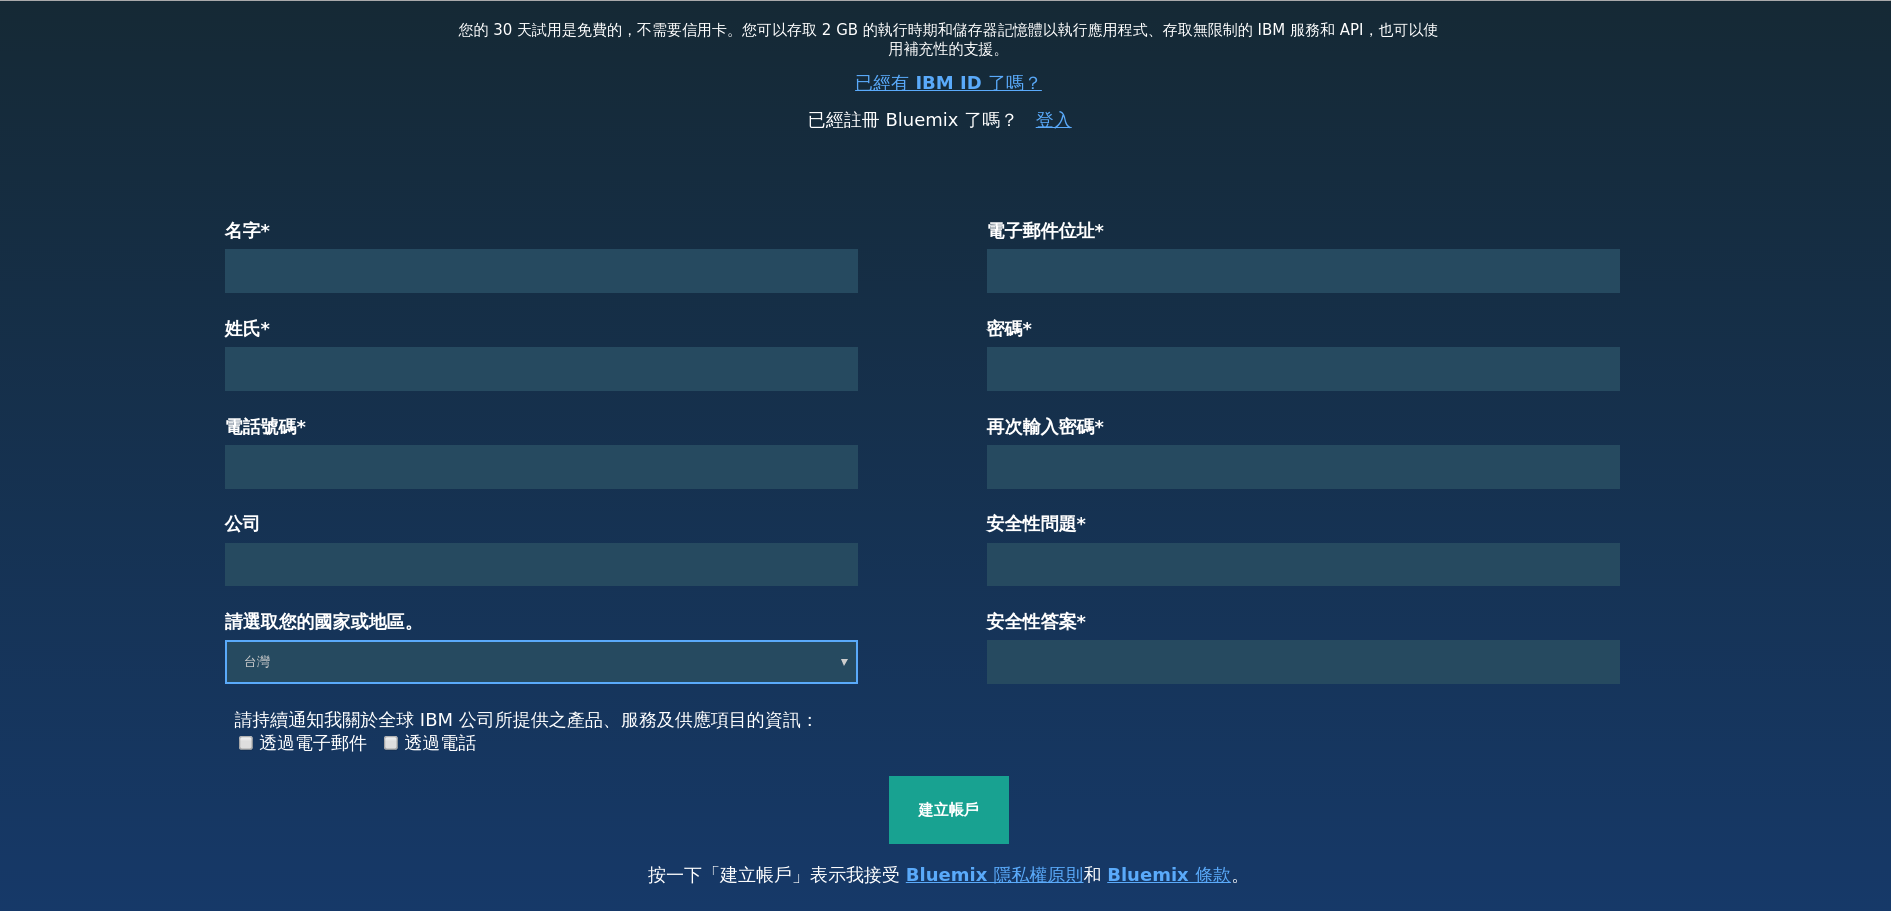 您的 30 天試用是免費的，不需要信用卡。您可以存取 2 GB 的執行時期和儲存器記憶體以執行應用程式、存取無限制的 IBM 服務和 API，也可以使
用補充性的支援。
已經有 IBM ID 了嗎？
已經註冊 Bluemix 了嗎？ 登入
名字*
電子郵件位址*
姓氏*
密碼*
電話號碼*
再次輸入密碼*
公司
安全性問題*
請選取您的國家或地區。
安全性答案*
台灣
請持續通知我關於全球 IBM 公司所提供之產品、服務及供應項目的資訊：
透過電子郵件 透過電話
建立帳戶
按一下「建立帳戶」表示我接受 Bluemix 隱私權原則和 Bluemix 條款。